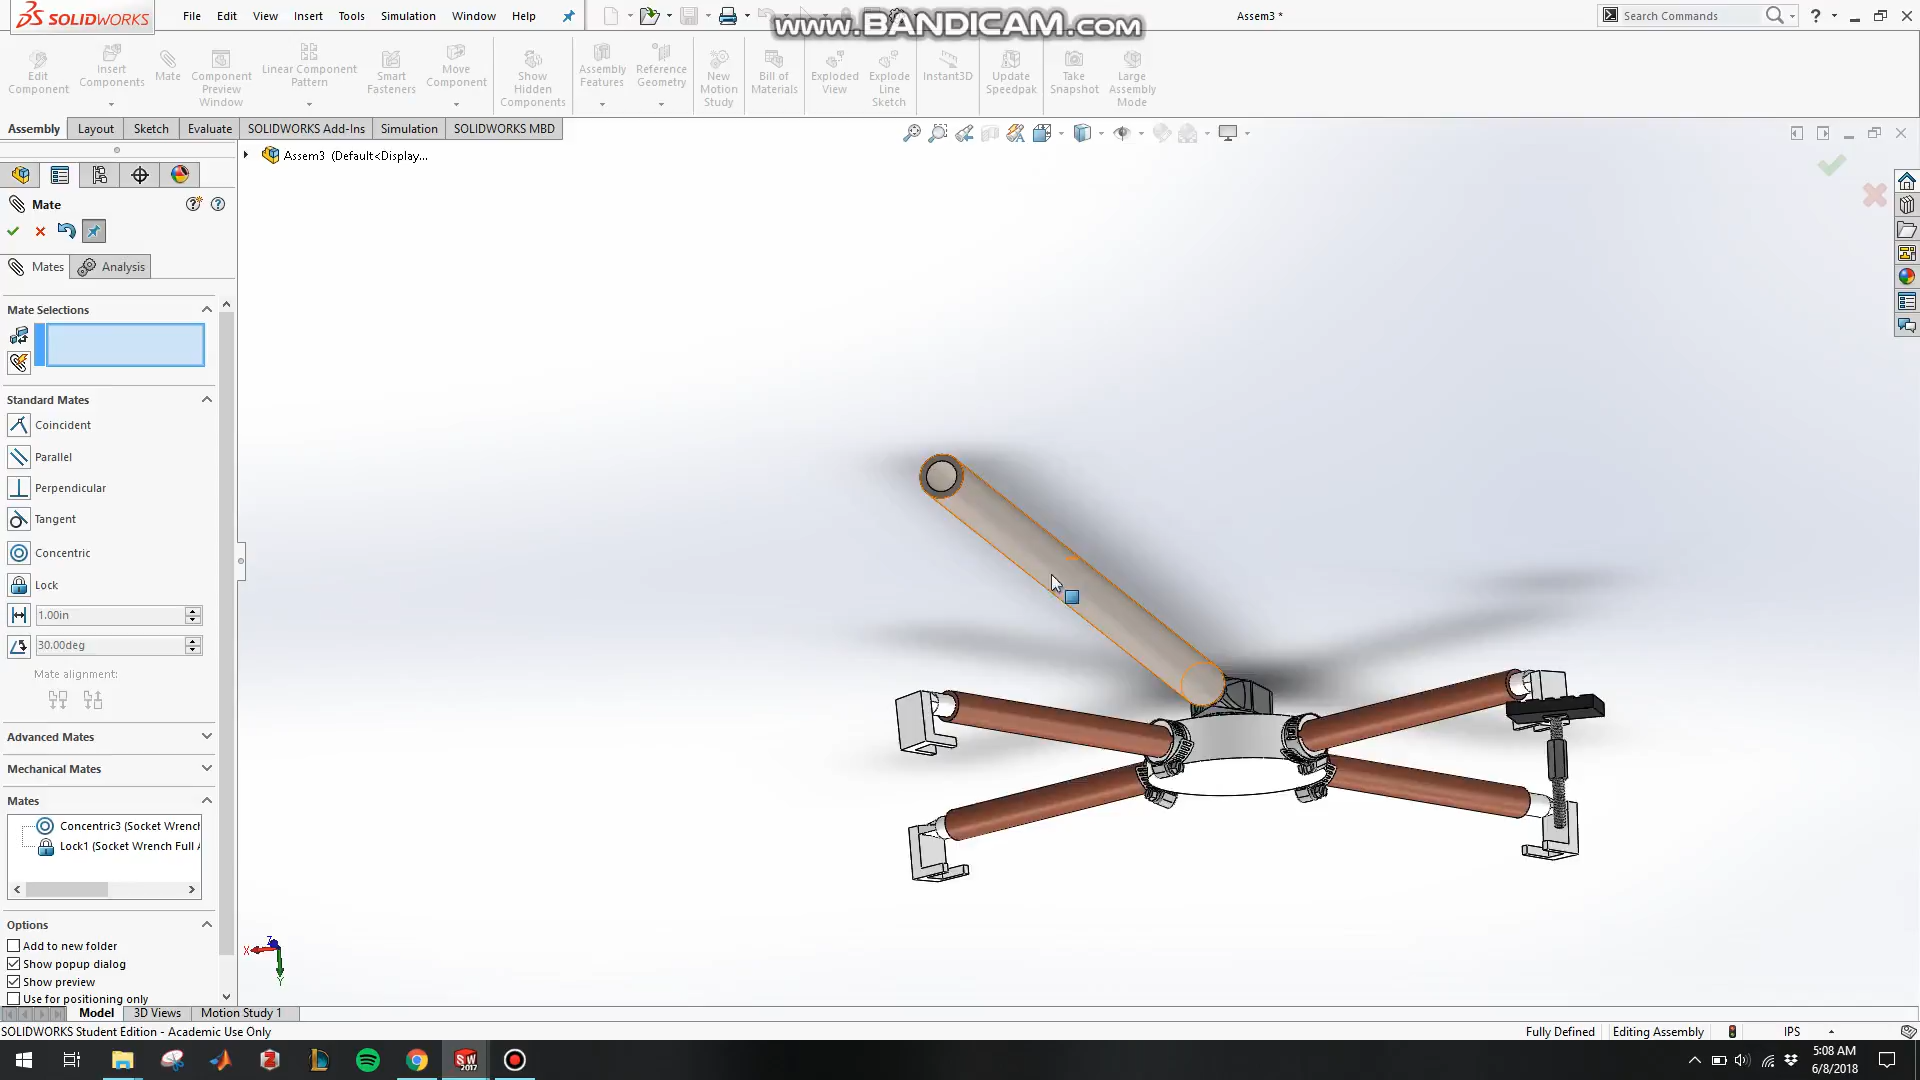 SOLIDWORKS
File Edit View Insert Tools Simulation Window Help
www.BANDICAM.com
Assem3 *
Search Commands
Edit Component
Insert Components
Mate
Component Preview Window
Linear Component Pattern
Smart Fasteners
Move Component
Show Hidden Components
Assembly Features
Reference Geometry
New Motion Study
Bill of Materials
Exploded View
Explode Line Sketch
Instant3D
Update Speedpak
Take Snapshot
Large Assembly Mode
Assembly Layout Sketch Evaluate SOLIDWORKS Add-Ins Simulation SOLIDWORKS MBD
Assem3 (Default<Display...
Mate
Mates Analysis
Mate Selections
Standard Mates
Coincident
Parallel
Perpendicular
Tangent
Concentric
Lock
1.00in
30.00deg
Mate alignment:
Advanced Mates
Mechanical Mates
Mates
Concentric3 (Socket Wrench
Lock1 (Socket Wrench Full A
Options
Add to new folder
Show popup dialog
Show preview
Use for positioning only
X
Z
Y
Model 3D Views Motion Study 1
SOLIDWORKS Student Edition - Academic Use Only
Fully Defined Editing Assembly IPS
SW
2017
5:08 AM
6/8/2018